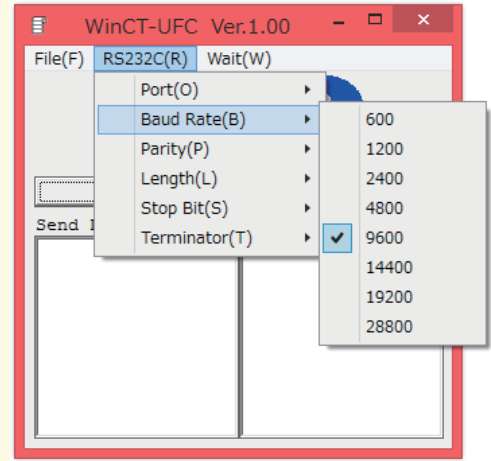 WinCT-UFC Ver.1.00
File(F) RS232C(R) Wait(W)
Port(O)
Baud Rate(B)
Parity(P)
Length(L)
Stop Bit(S)
Terminator(T)
600
1200
2400
4800
9600
14400
19200
28800
Send